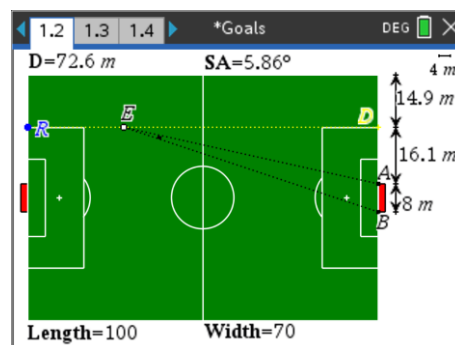 1.2 1.3 1.4 *Goals DEG
D=72.6 m SA=5.86°
4 m
14.9 m
E
R D
16.1 m
A
8 m
B
Length=100 Width=70